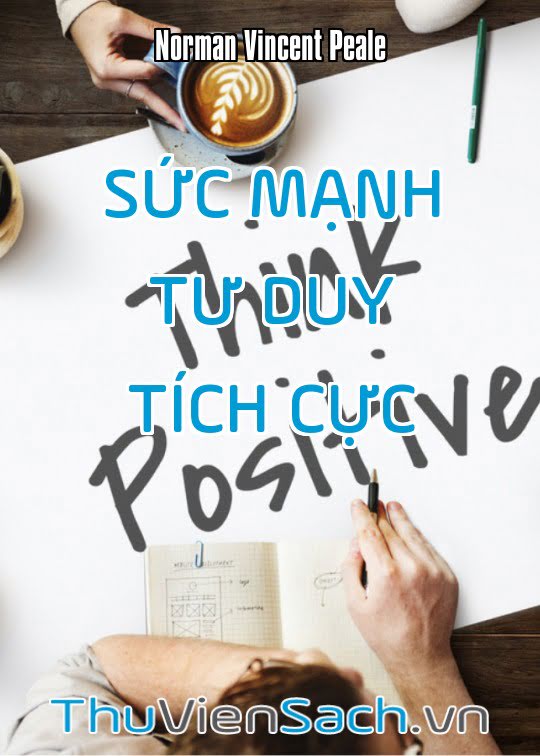 Norman Vincent Peale
SỨC MẠNH
Think
TƯ DUY
TÍCH CỰC
Positive
ThuVienSach.vn